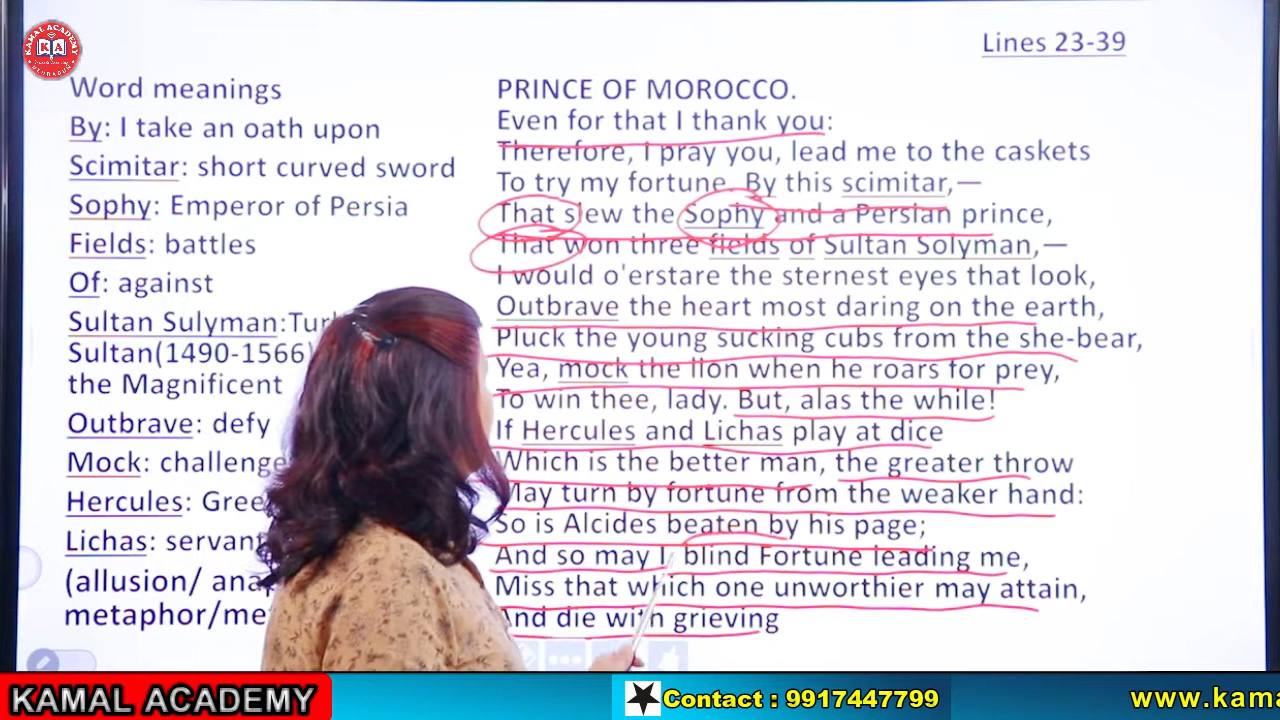 KAMAL ACADEMY
KA
DEHRADUN
Lines 23-39
Word meanings
By: I take an oath upon
Scimitar: short curved sword
Sophy: Emperor of Persia
Fields: battles
Of: against
Sultan Sulyman:
Sultan(1490-1566)
the Magnificent
Outbrave: defy
Mock: challenge
Hercules:
Lichas: servant
(allusion/
metaphor/
PRINCE OF MOROCCO.
Even for that I thank you:
Therefore, I pray you, lead me to the caskets
To try my fortune. By this scimitar,—
That slew the Sophy and a Persian prince,
That won three fields of Sultan Solyman,—
I would o'erstare the sternest eyes that look,
Outbrave the heart most daring on the earth,
Pluck the young sucking cubs from the she-bear,
Yea, mock the lion when he roars for prey,
To win thee, lady. But, alas the while!
If Hercules and Lichas play at dice
Which is the better man, the greater throw
May turn by fortune from the weaker hand:
So is Alcides beaten by his page;
And so may I, blind Fortune leading me,
Miss that which one unworthier may attain,
And die with grieving
KAMAL ACADEMY
Contact : 9917447799
www.kama